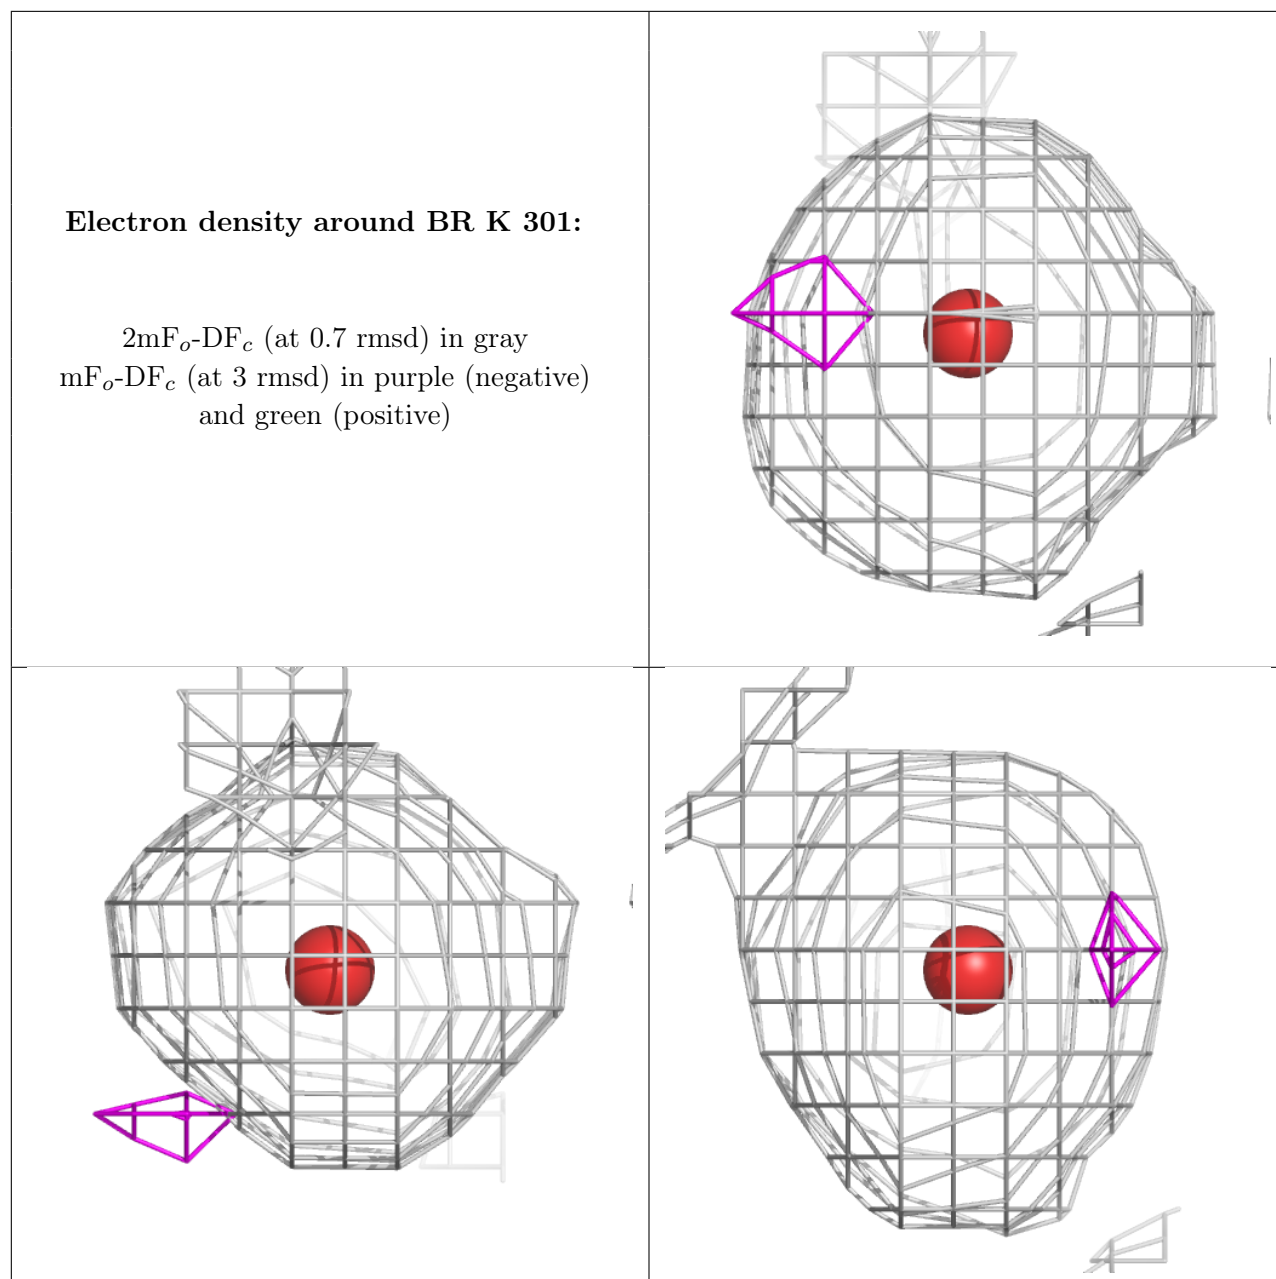 Electron density around BR K 301:
2mFo-DFc (at 0.7 rmsd) in gray
mFo-DFc (at 3 rmsd) in purple (negative)
and green (positive)